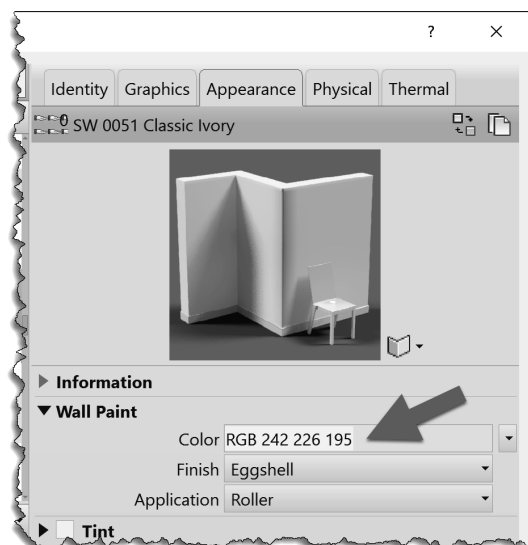 ?
Identity Graphics Appearance Physical Thermal
0 SW 0051 Classic Ivory
Information
Wall Paint
Color RGB 242 226 195
Finish Eggshell
Application Roller
Tint